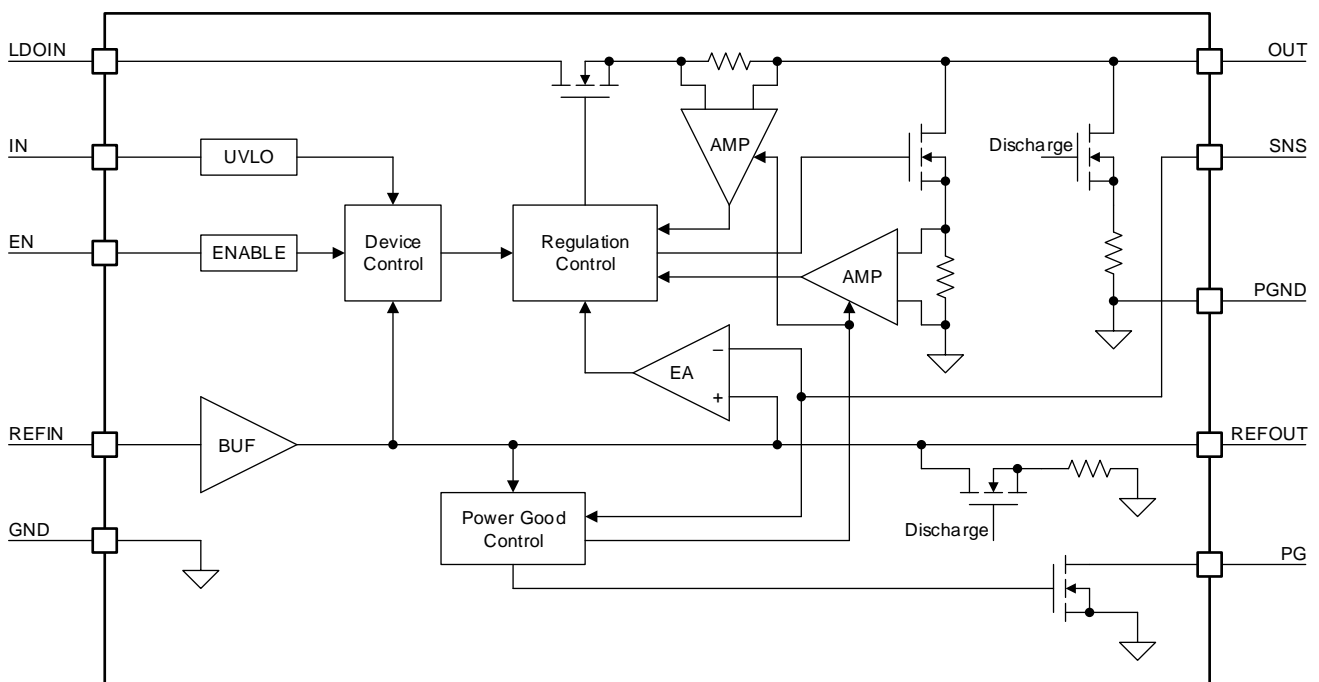 LDOIN
OUT
IN
UVLO
AMP
Discharge
SNS
EN
ENABLE
Device
Control
Regulation
Control
AMP
PGND
EA
−
+
REFIN
BUF
REFOUT
Power Good
Control
Discharge
GND
PG